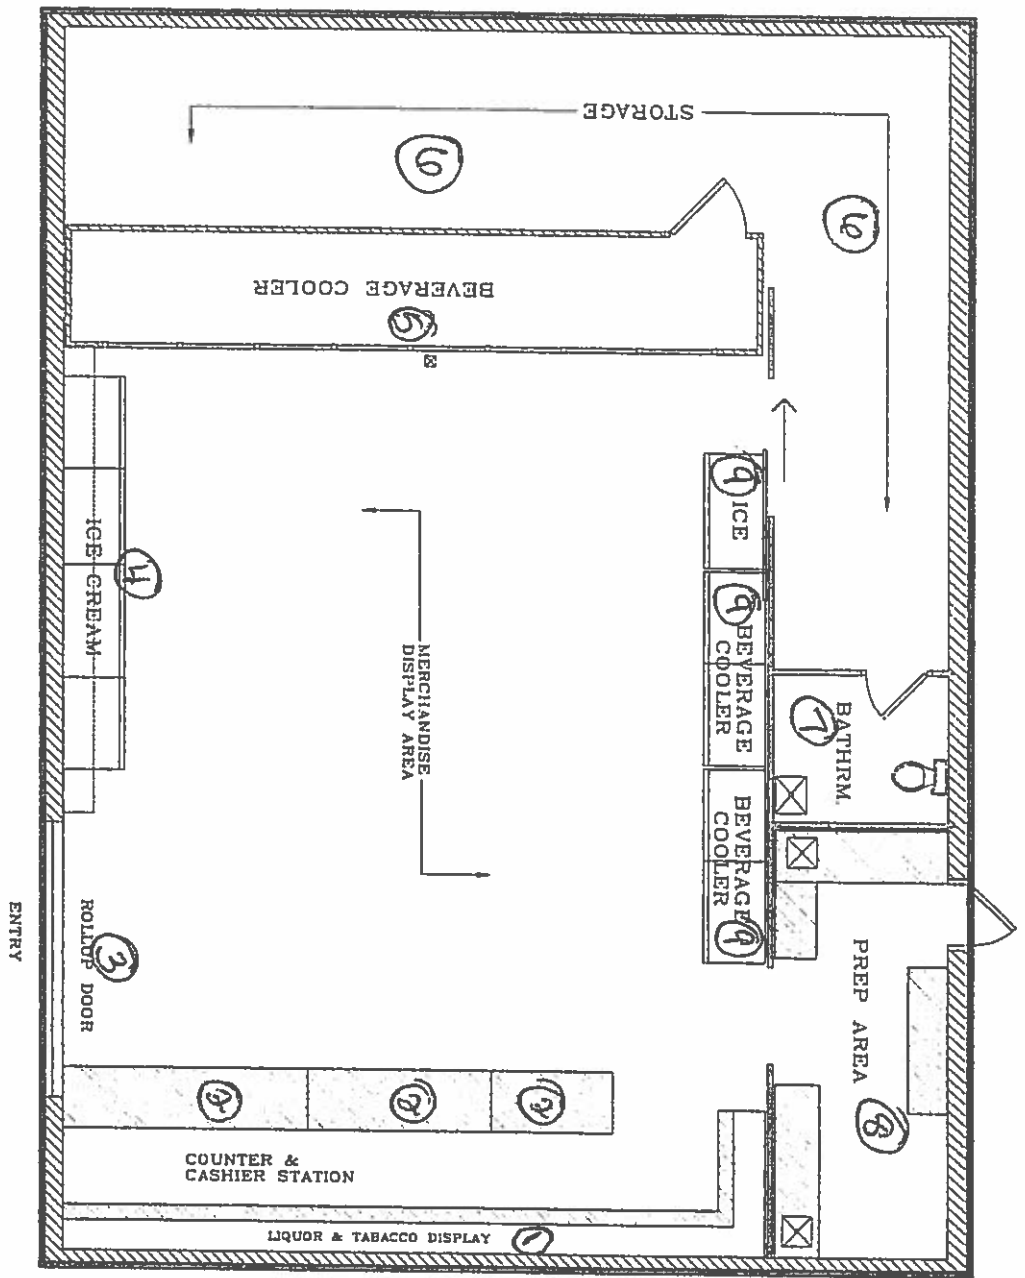 STORAGE
6
6
BEVERAGE COOLER
5
9
ICE
9
BEVERAGE
COOLER
BEVERAGE
COOLER
9
ICE CREAM
4
MERCHANDISE
DISPLAY AREA
BATHRM.
7
PREP AREA
8
ENTRY
ROLLUP DOOR
3
2
2
2
COUNTER &
CASHIER STATION
LIQUOR & TABACCO DISPLAY
1